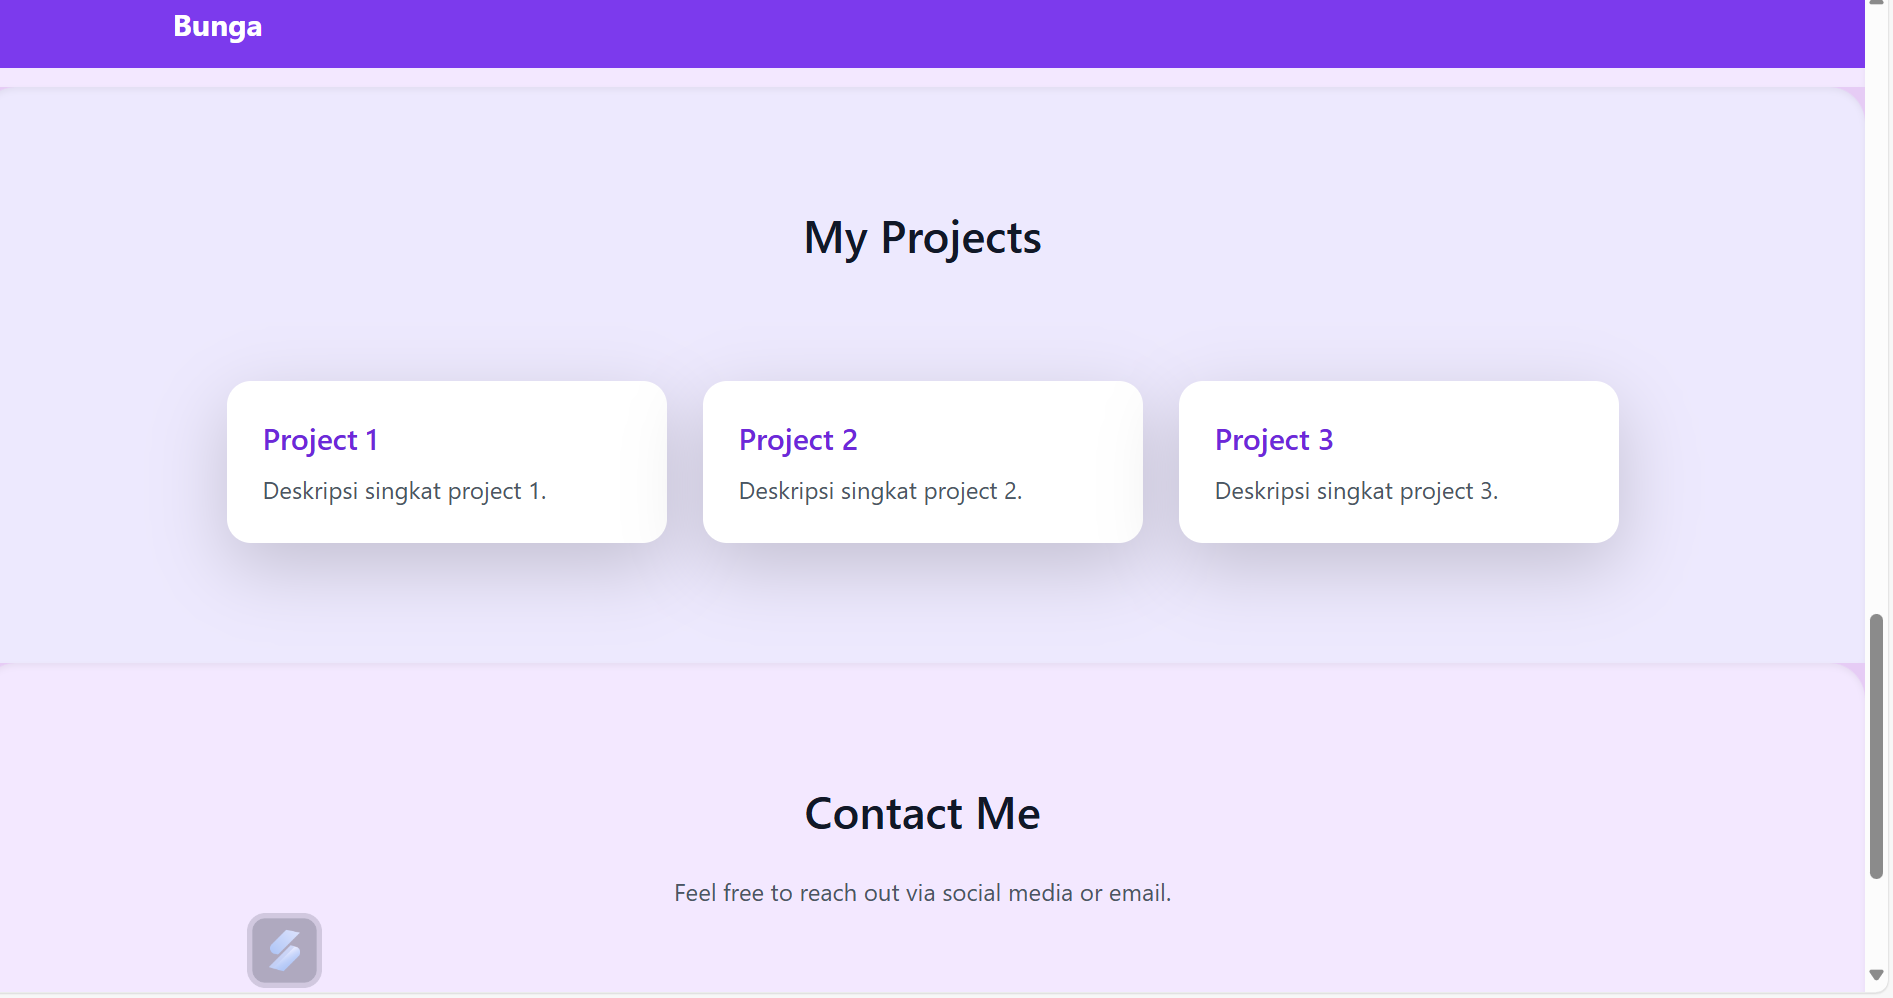 Bunga
My Projects
Project 1
Deskripsi singkat project 1.
Project 2
Deskripsi singkat project 2.
Project 3
Deskripsi singkat project 3.
Contact Me
Feel free to reach out via social media or email.